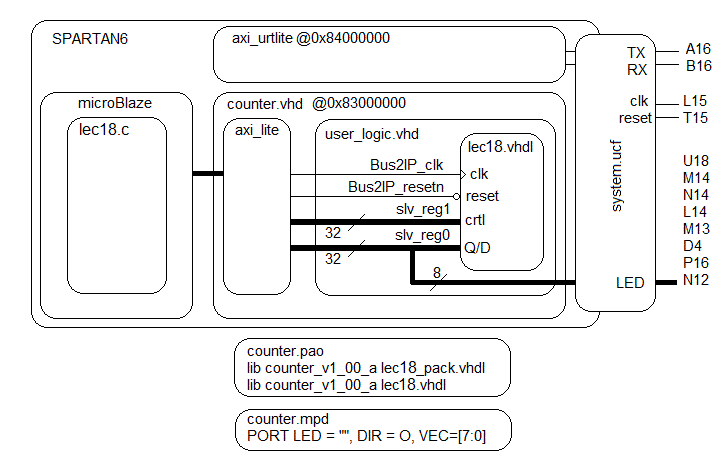 SPARTAN6
axi_urtlite @0x84000000
TX
A16
RX
B16
microBlaze
counter.vhd @0x83000000
clk
L15
reset
T15
lec18.c
axi_lite
user_logic.vhd
lec18.vhdl
Bus2IP_clk
clk
Bus2IP_resetn
reset
slv_reg1
crtl
32
slv_reg0
Q/D
32
8
system.ucf
LED
U18
M14
N14
L14
M13
D4
P16
N12
counter.pao
lib counter_v1_00_a lec18_pack.vhdl
lib counter_v1_00_a lec18.vhdl
counter.mpd
PORT LED = "", DIR = O, VEC=[7:0]